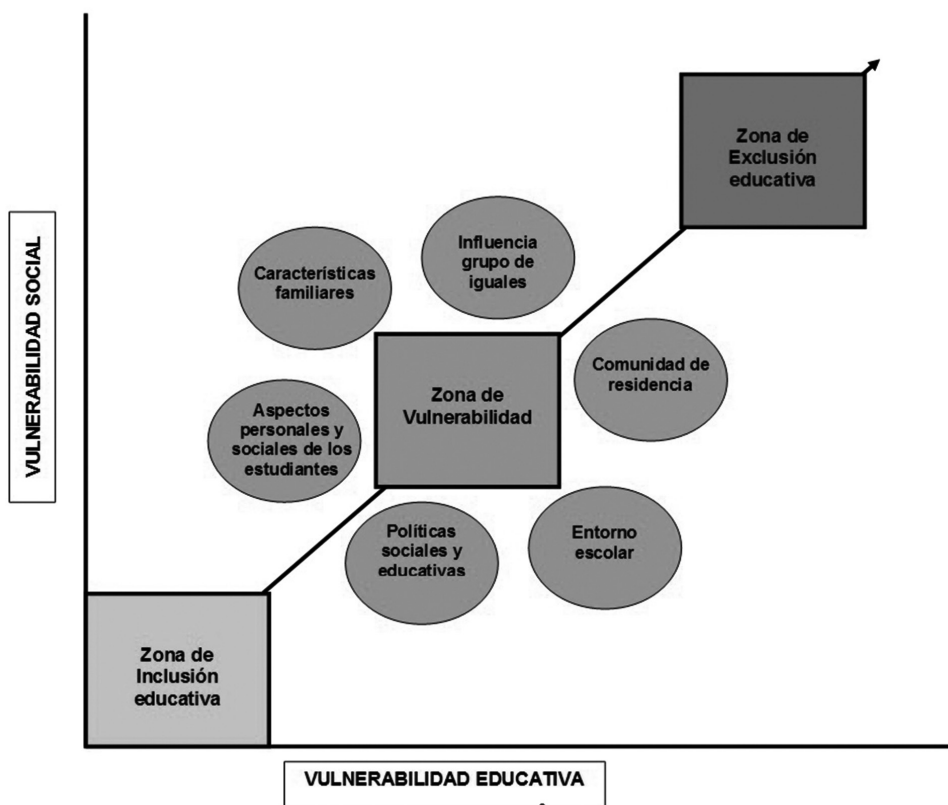 Zona de
Exclusión
educativa
Influencia
grupo de
iguales
Características
familiares
VULNERABILIDAD SOCIAL
Comunidad de
residencia
Zona de
Vulnerabilidad
Aspectos
personales y
sociales de los
estudiantes
Políticas
sociales y
educativas
Entorno
escolar
Zona de
Inclusión
educativa
VULNERABILIDAD EDUCATIVA